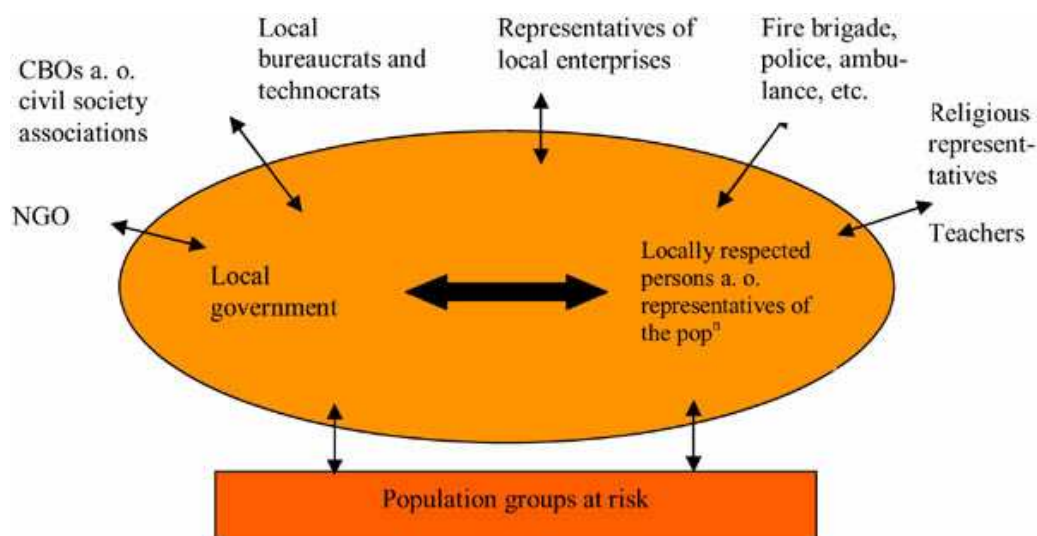 CBOs a. o.
civil society
associations
Local
bureaucrats and
technocrats
Representatives of
local enterprises
Fire brigade,
police, ambu-
lance, etc.
Religious
represent-
tatives
Teachers
NGO
Local
government
Locally respected
persons a. o.
representatives of
the popⁿ
Population groups at risk